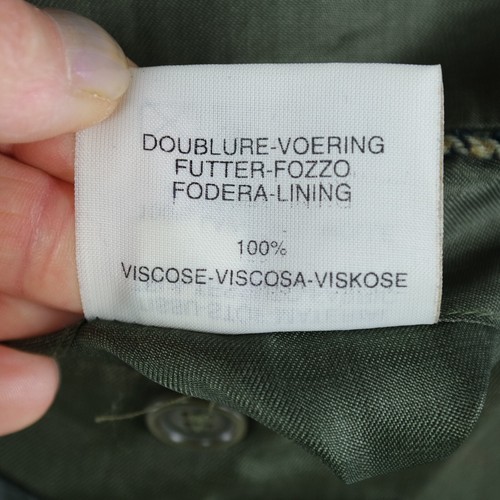 DOUBLURE-VOERING
FUTTER-FOZZO
FODERA-LINING
100%
VISCOSE-VISCOSA-VISKOSE